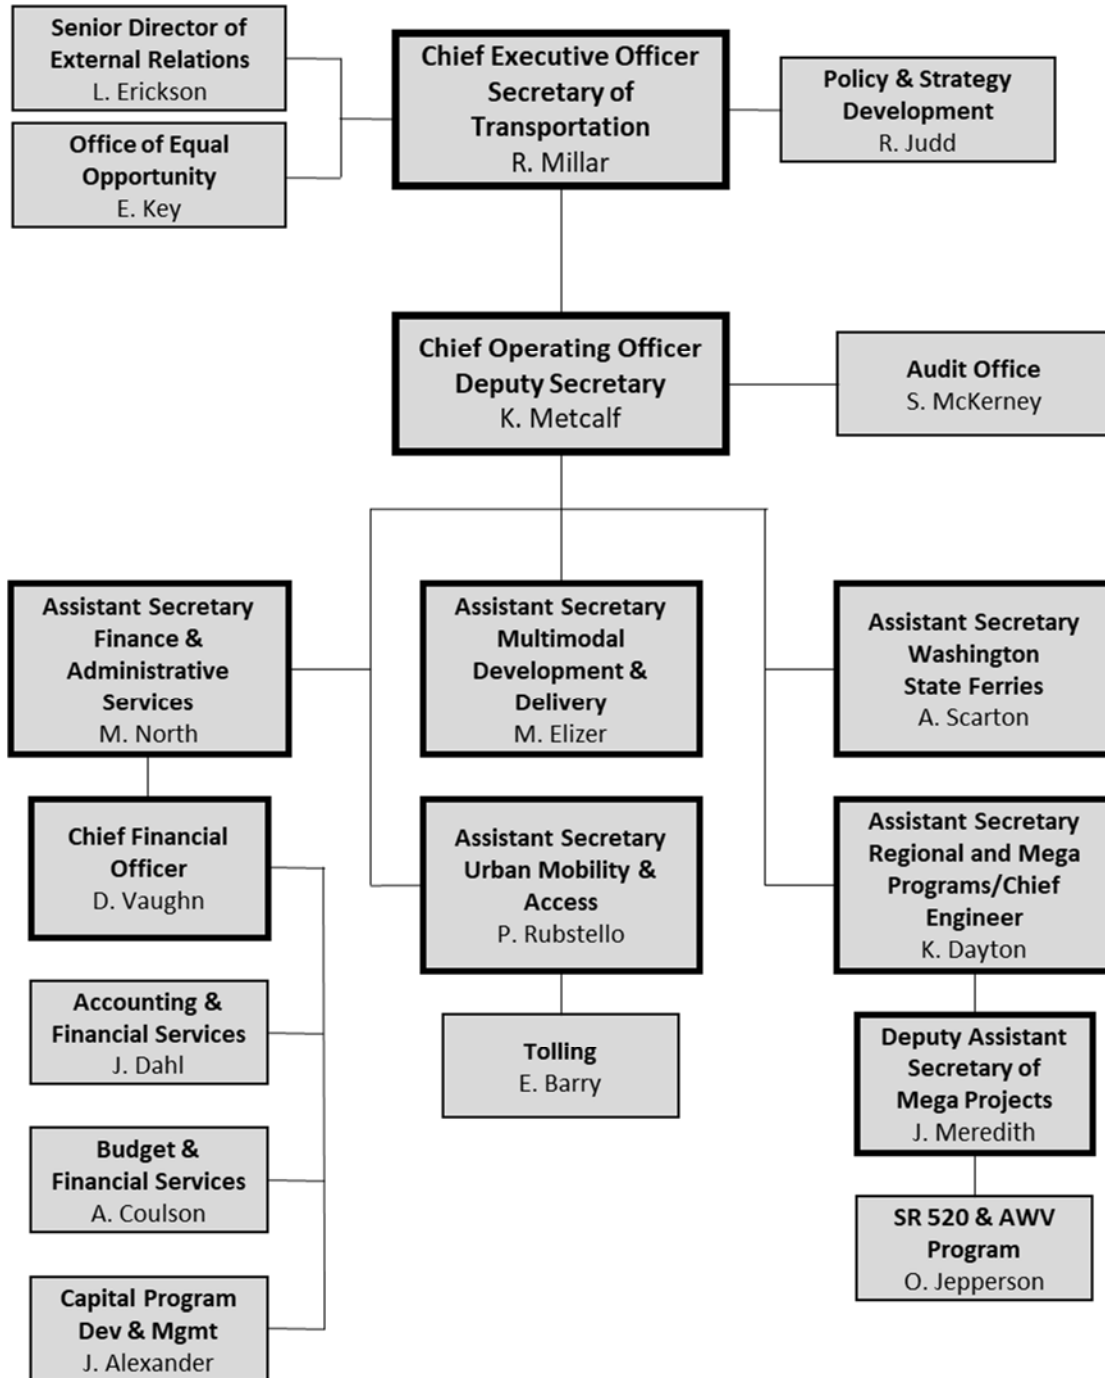 Senior Director of
External Relations
L. Erickson
Office of Equal
Opportunity
E. Key
Chief Executive Officer
Secretary of
Transportation
R. Millar
Policy & Strategy
Development
R. Judd
Chief Operating Officer
Deputy Secretary
K. Metcalf
Audit Office
S. McKerney
Assistant Secretary
Finance &
Administrative
Services
M. North
Assistant Secretary
Multimodal
Development &
Delivery
M. Elizer
Assistant Secretary
Washington
State Ferries
A. Scarton
Chief Financial
Officer
D. Vaughn
Assistant Secretary
Urban Mobility &
Access
P. Rubstello
Assistant Secretary
Regional and Mega
Programs/Chief
Engineer
K. Dayton
Accounting &
Financial Services
J. Dahl
Tolling
E. Barry
Deputy Assistant
Secretary of
Mega Projects
J. Meredith
Budget &
Financial Services
A. Coulson
SR 520 & AWV
Program
O. Jepperson
Capital Program
Dev & Mgmt
J. Alexander